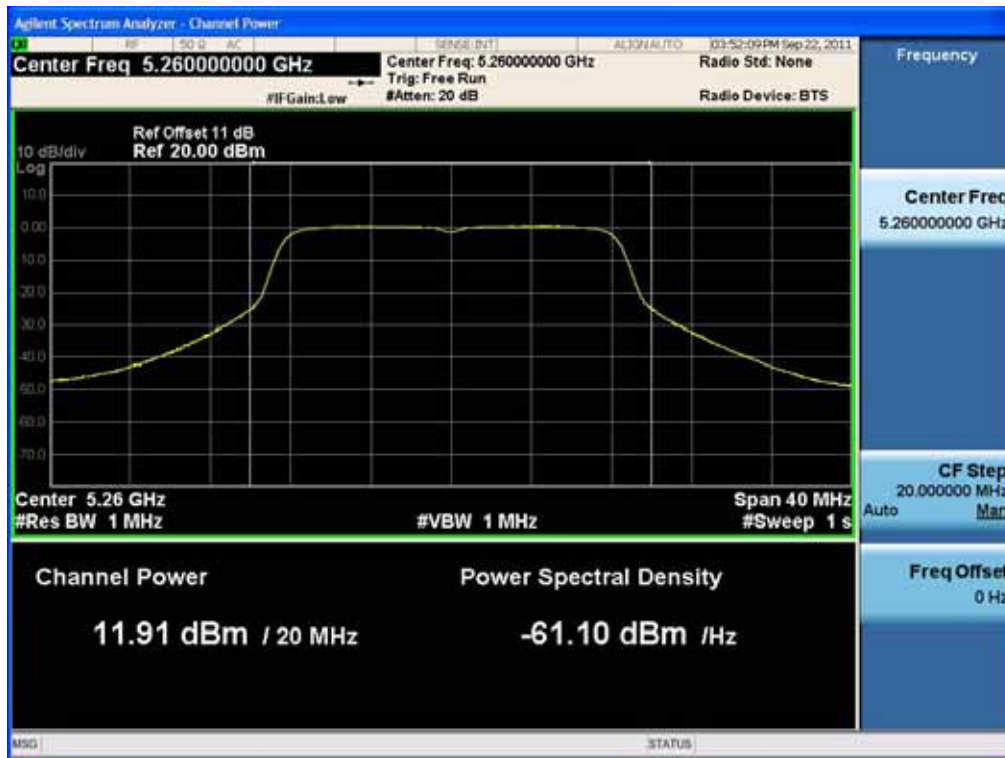 Agilent Spectrum Analyzer - Channel Power
RF 50 Ω AC SENSE:INT ALIGN AUTO 03:52:09 PM Sep 22, 2011
Center Freq 5.260000000 GHz
Center Freq: 5.260000000 GHz
Radio Std: None
Trig: Free Run
#IFGain:Low
#Atten: 20 dB
Radio Device: BTS
Ref Offset 11 dB
10 dB/div Ref 20.00 dBm
Log
10.0
0.00
-10.0
-20.0
-30.0
-40.0
-50.0
-60.0
-70.0
Center 5.26 GHz Span 40 MHz
#Res BW 1 MHz #VBW 1 MHz #Sweep 1 s
Channel Power Power Spectral Density
11.91 dBm / 20 MHz -61.10 dBm /Hz
MSG STATUS
Frequency
Center Freq
5.260000000 GHz
CF Step
20.000000 MHz
Auto Man
Freq Offset
0 Hz